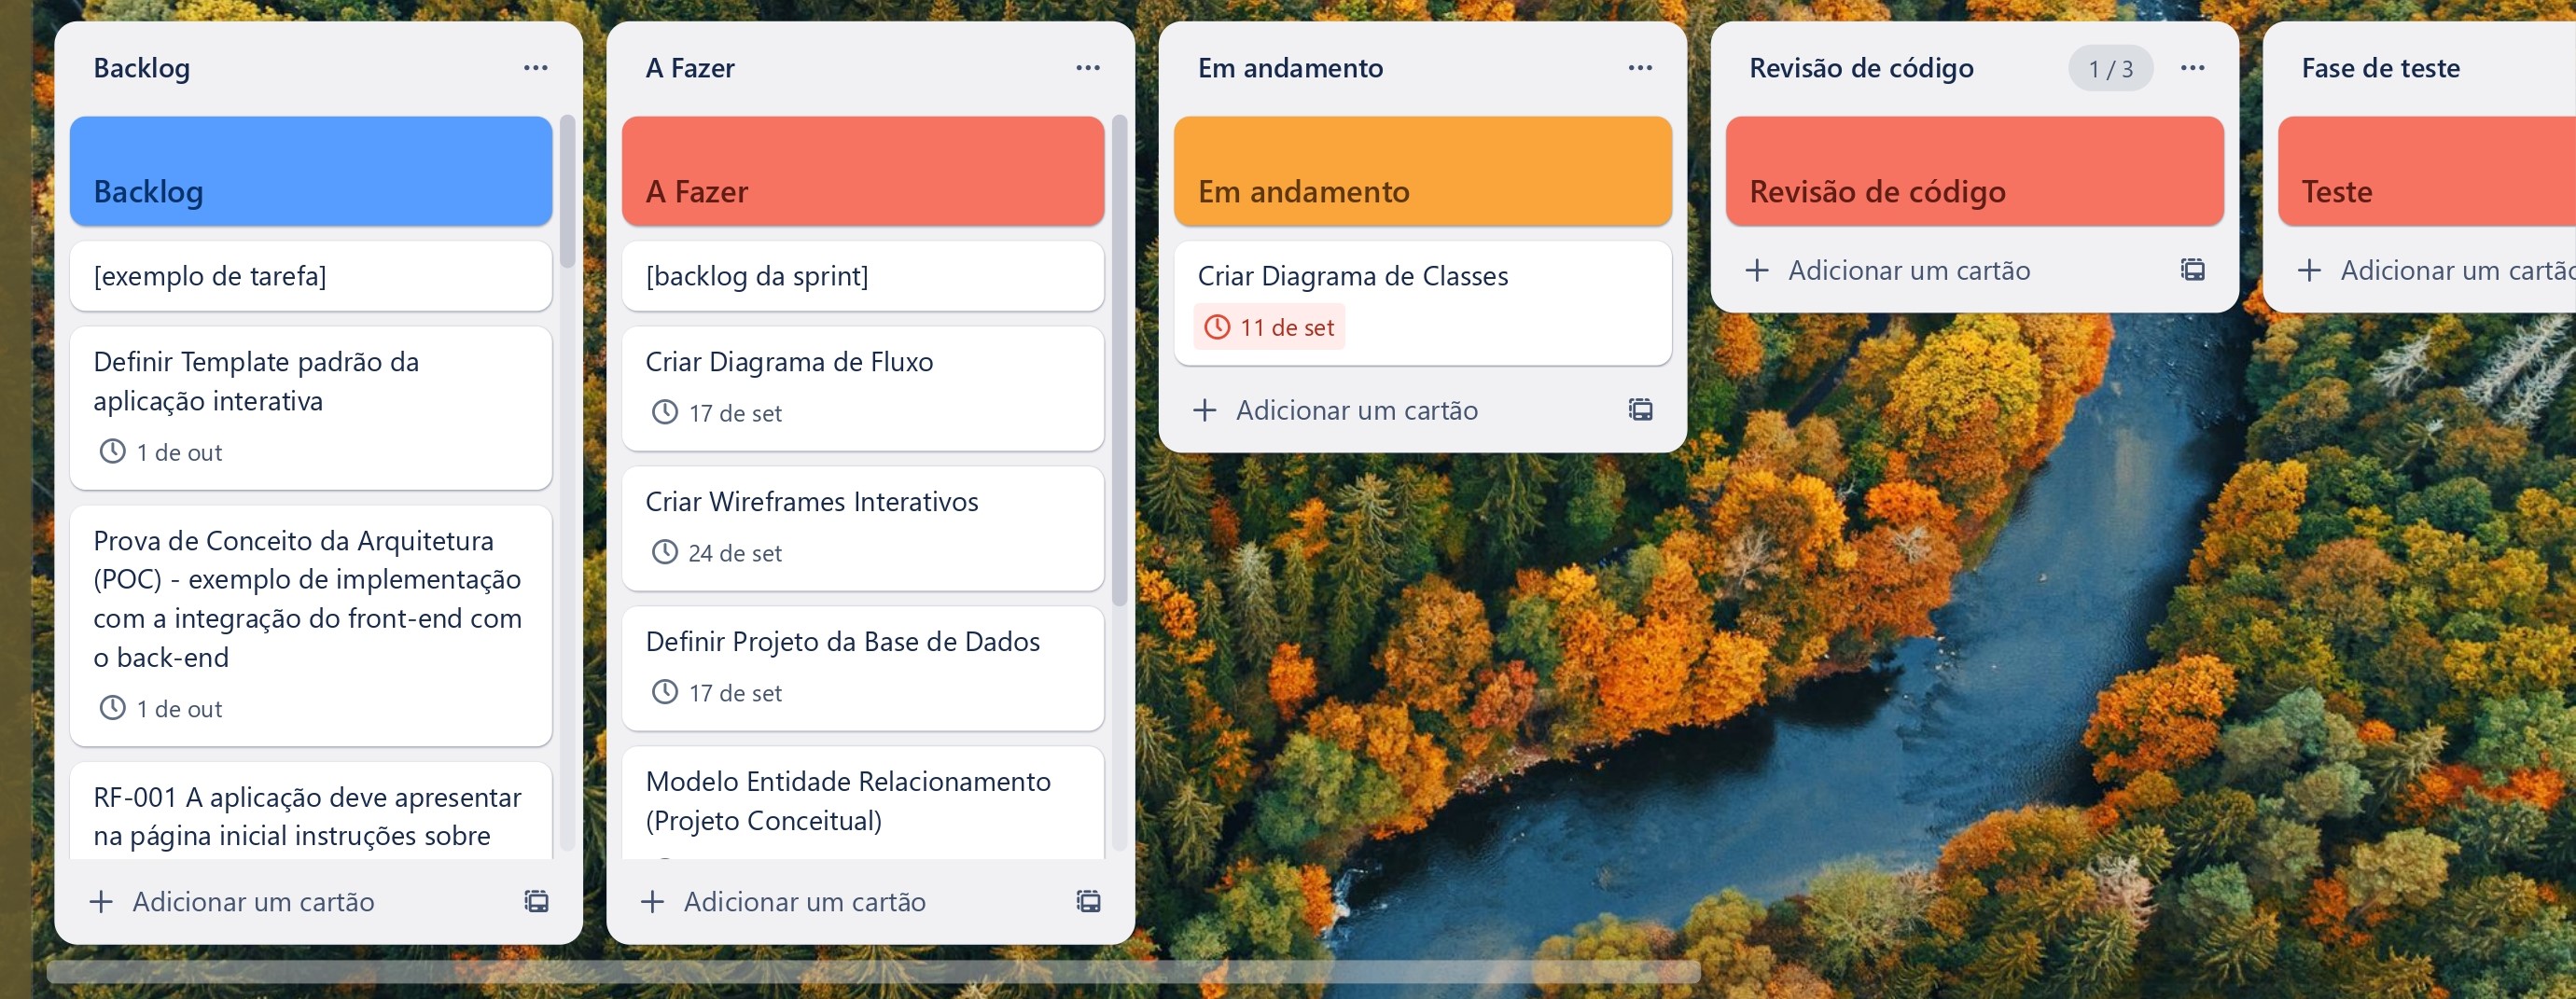 Backlog
Backlog
[exemplo de tarefa]
Definir Template padrão da
aplicação interativa
1 de out
Prova de Conceito da Arquitetura
(POC) - exemplo de implementação
com a integração do front-end com
o back-end
1 de out
RF-001 A aplicação deve apresentar
na página inicial instruções sobre
Adicionar um cartão
A Fazer
A Fazer
[backlog da sprint]
Criar Diagrama de Fluxo
17 de set
Criar Wireframes Interativos
24 de set
Definir Projeto da Base de Dados
17 de set
Modelo Entidade Relacionamento
(Projeto Conceitual)
Adicionar um cartão
Em andamento
Em andamento
Criar Diagrama de Classes
11 de set
Adicionar um cartão
Revisão de código
1 / 3
Revisão de código
Adicionar um cartão
Fase de teste
Teste
Adicionar um cartão